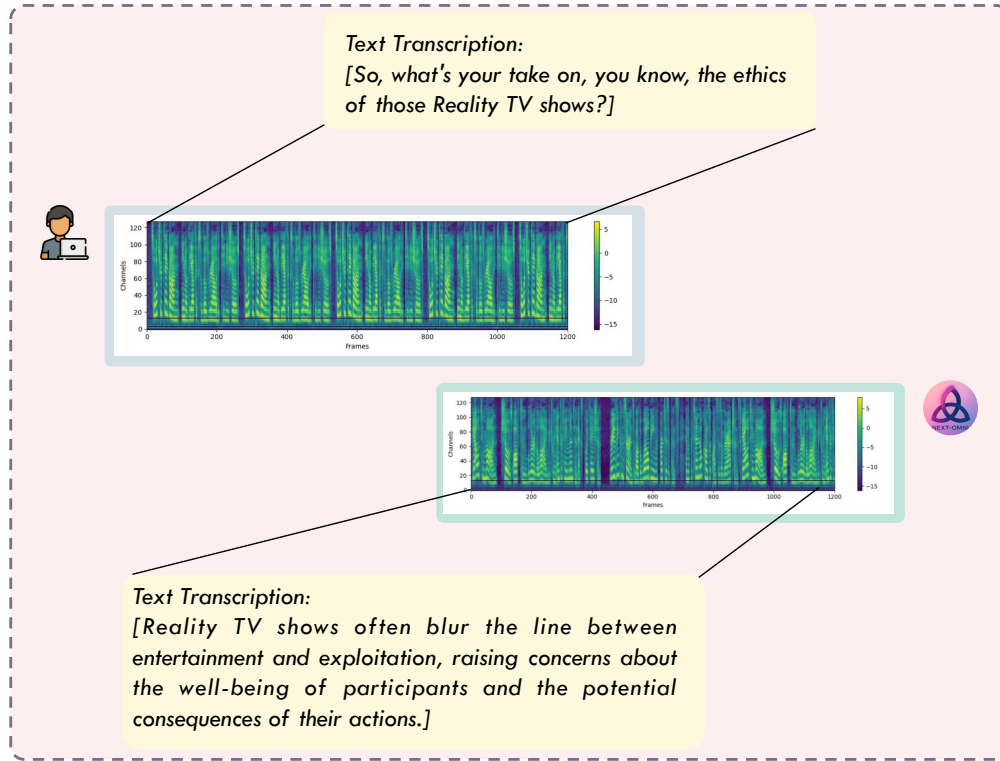 Text Transcription:
[So, what's your take on, you know, the ethics
of those Reality TV shows?]
120
100
80
60
40
20
0
Channels
0 200 400 600 800 1000 1200
Frames
5
0
−5
−10
−15
120
100
80
60
40
20
0
Channels
0 200 400 600 800 1000 1200
Frames
5
0
−5
−10
−15
NEXT-OMNI
Text Transcription:
[Reality TV shows often blur the line between
entertainment and exploitation, raising concerns about
the well-being of participants and the potential
consequences of their actions.]